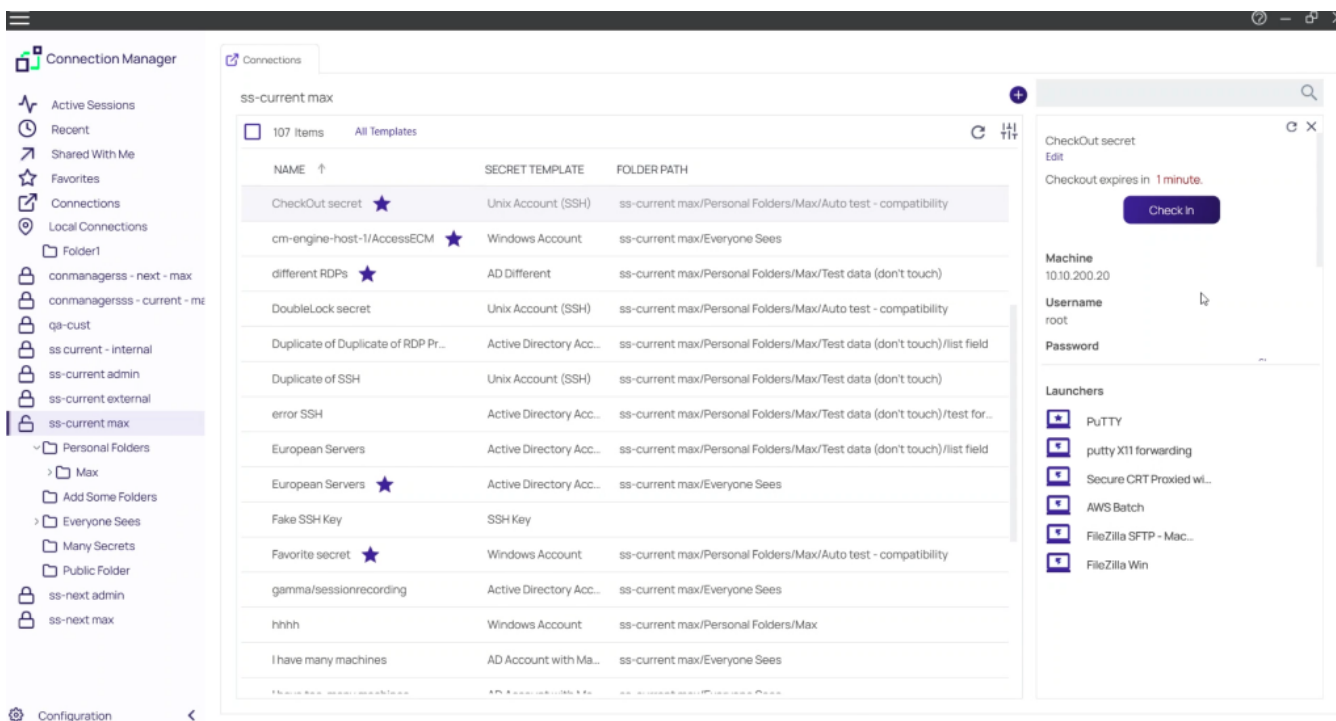 Connection Manager
Active Sessions
Recent
Shared With Me
Favorites
Connections
Local Connections
Folder1
conmanagerss - next - max
conmanagersss - current - ma
qa-cust
ss current - internal
ss-current admin
ss-current external
ss-current max
Personal Folders
Max
Add Some Folders
Everyone Sees
Many Secrets
Public Folder
ss-next admin
ss-next max
Configuration
Connections
ss-current max
107 Items All Templates
NAME SECRET TEMPLATE FOLDER PATH
CheckOut secret Unix Account (SSH) ss-current max/Personal Folders/Max/Auto test - compatibility
cm-engine-host-1/AccessECM Windows Account ss-current max/Everyone Sees
different RDPs AD Different ss-current max/Personal Folders/Max/Test data (don't touch)
DoubleLock secret Unix Account (SSH) ss-current max/Personal Folders/Max/Auto test - compatibility
Duplicate of Duplicate of RDP Pr... Active Directory Acc... ss-current max/Personal Folders/Max/Test data (don't touch)/list field
Duplicate of SSH Unix Account (SSH) ss-current max/Personal Folders/Max/Test data (don't touch)
error SSH Active Directory Acc... ss-current max/Personal Folders/Max/Test data (don't touch)/test for...
European Servers Active Directory Acc... ss-current max/Personal Folders/Max/Test data (don't touch)/list field
European Servers Active Directory Acc... ss-current max/Everyone Sees
Fake SSH Key SSH Key
Favorite secret Windows Account ss-current max/Personal Folders/Max/Auto test - compatibility
gamma/sessionrecording Active Directory Acc... ss-current max/Everyone Sees
hhhh Windows Account ss-current max/Personal Folders/Max
I have many machines AD Account with Ma... ss-current max/Everyone Sees
CheckOut secret
Edit
Checkout expires in 1 minute.
Check In
Machine
10.10.200.20
Username
root
Password
Launchers
PuTTY
putty X11 forwarding
Secure CRT Proxied wi...
AWS Batch
FileZilla SFTP - Mac...
FileZilla Win